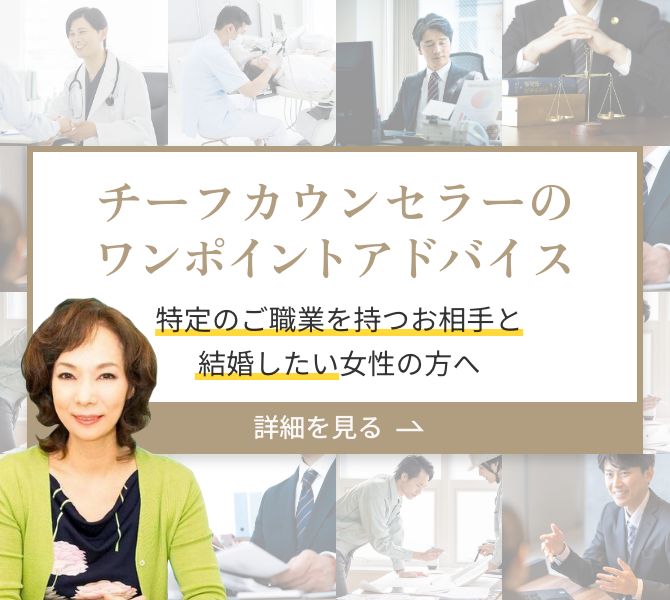 チーフカウンセラーの
ワンポイントアドバイス
特定のご職業を持つお相手と
結婚したい女性の方へ
詳細を見る